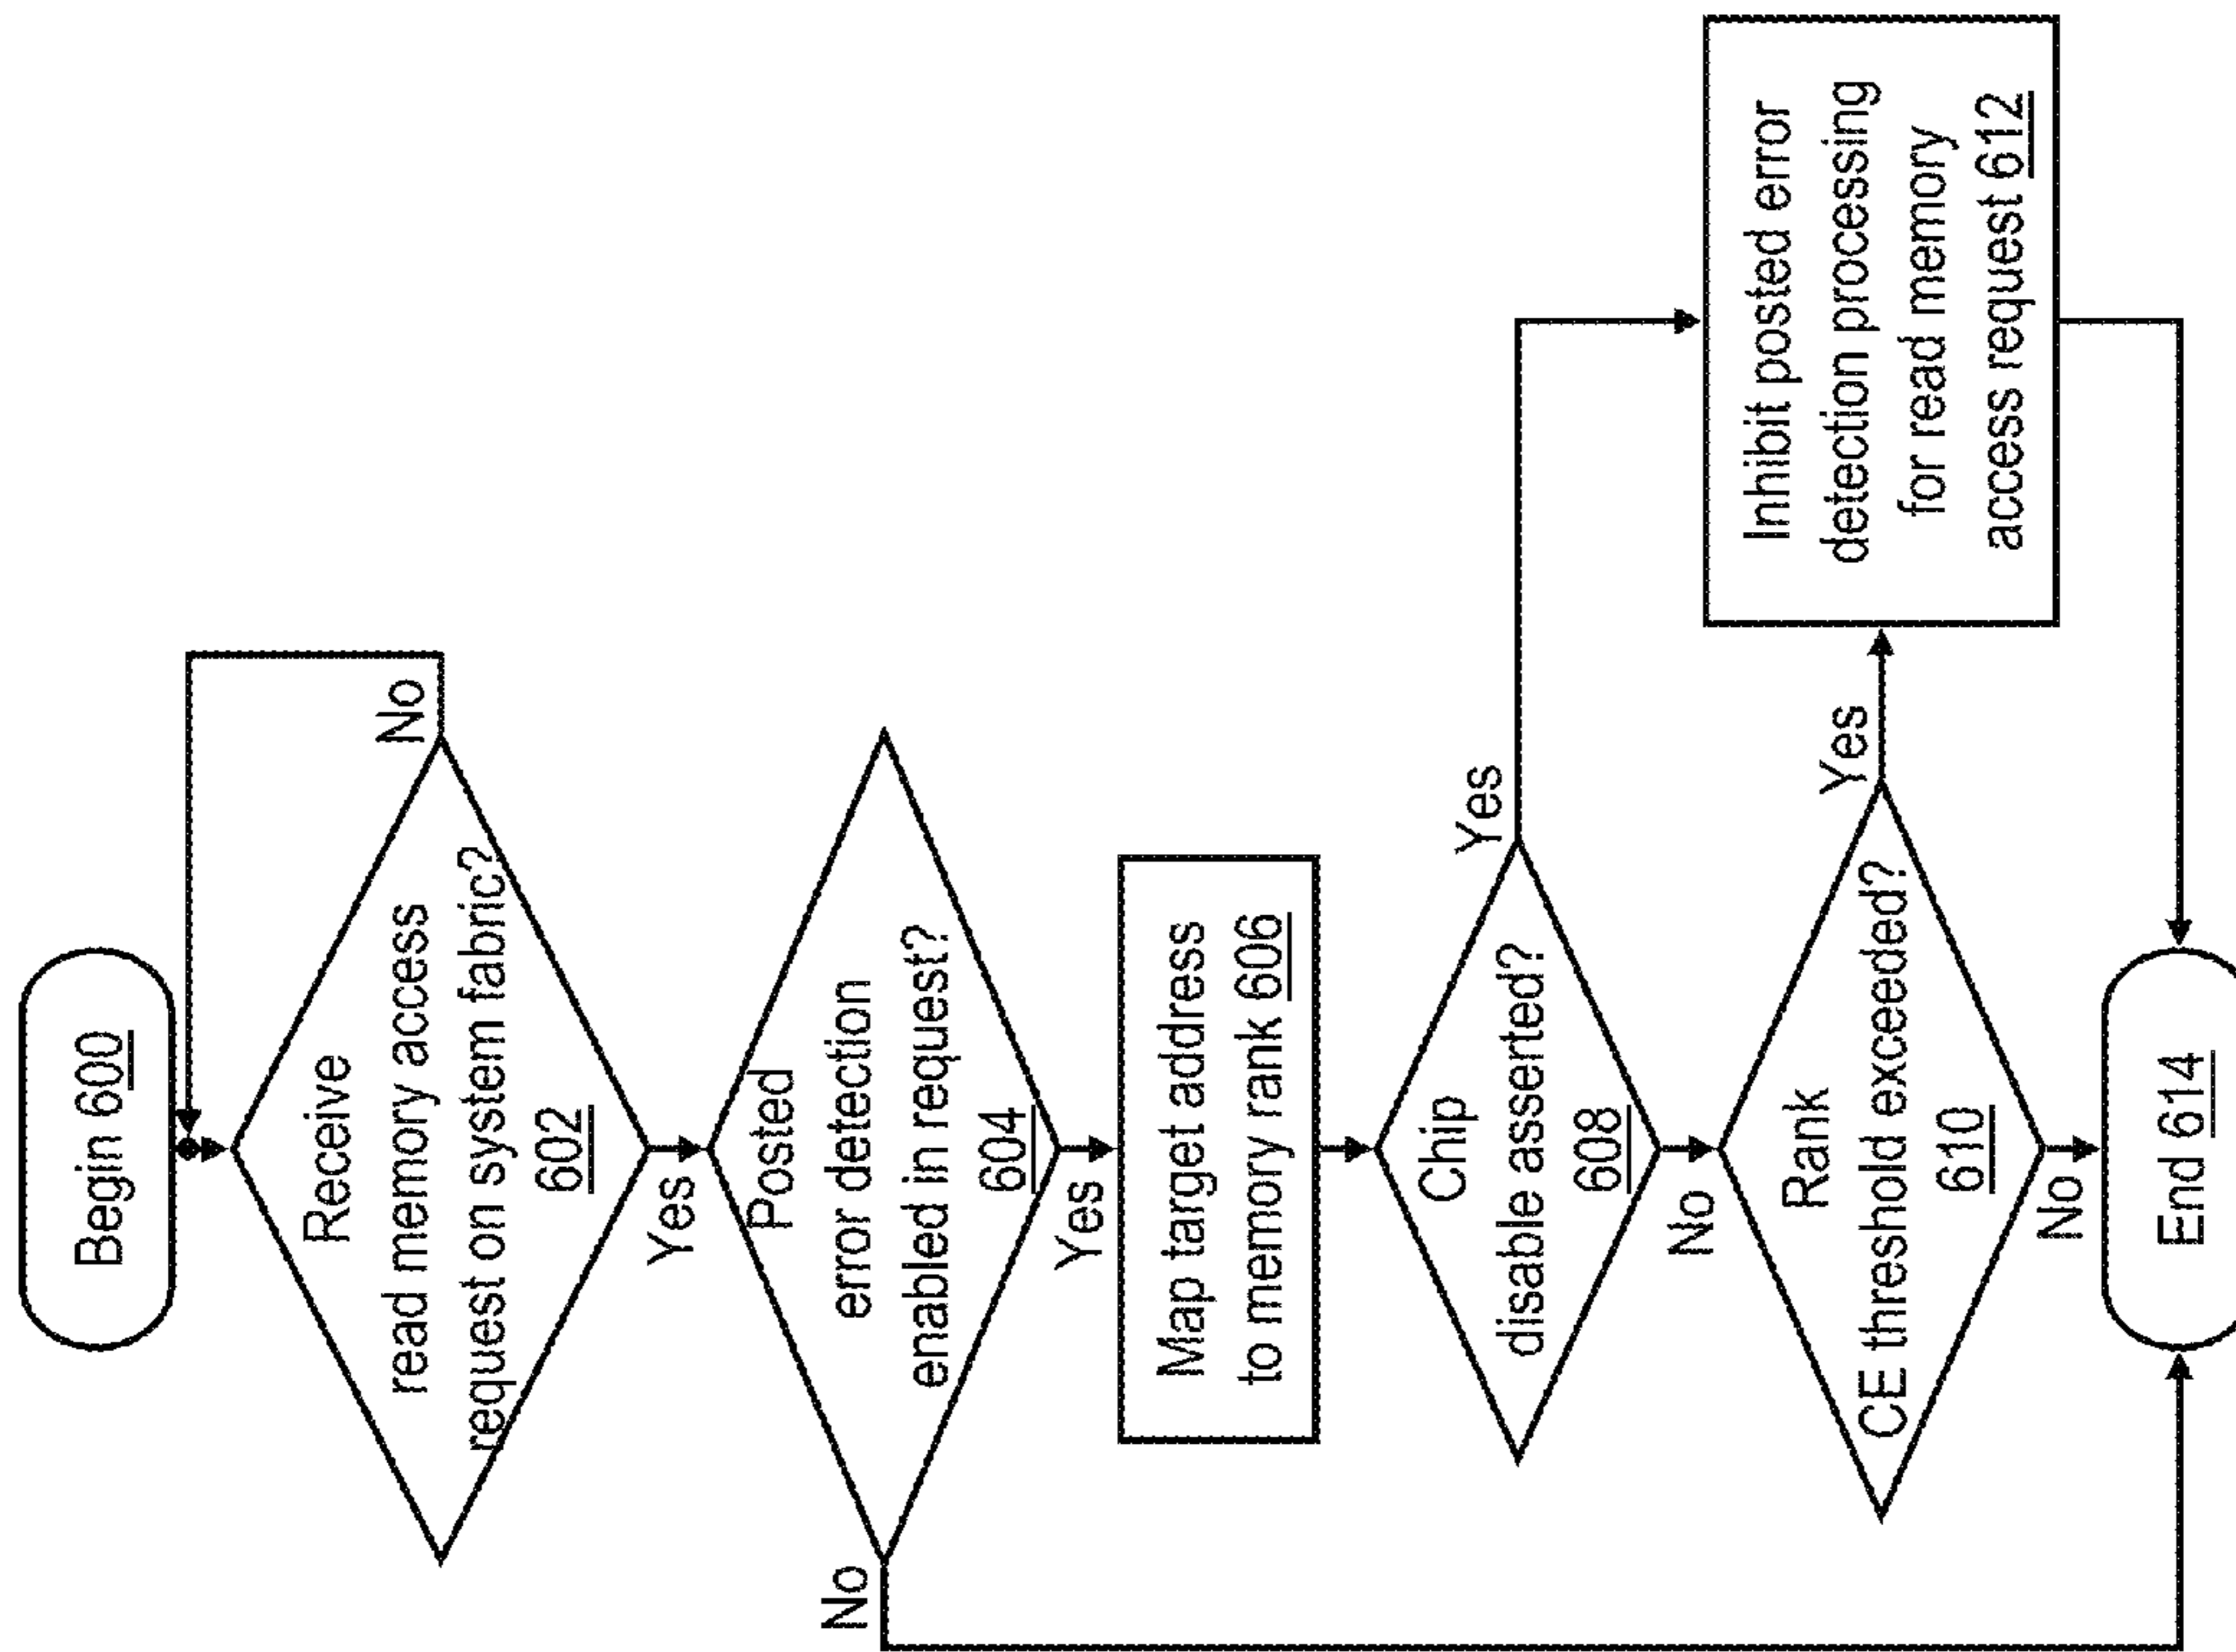 Begin 600
Receive
read memory access
request on system fabric?
602
No
Yes
Posted
error detection
enabled in request?
604
No
Yes
Map target address
to memory rank 606
Chip
disable asserted?
608
Yes
No
Rank
CE threshold exceeded?
610
Yes
No
Inhibit posted error
detection processing
for read memory
access request 612
End 614